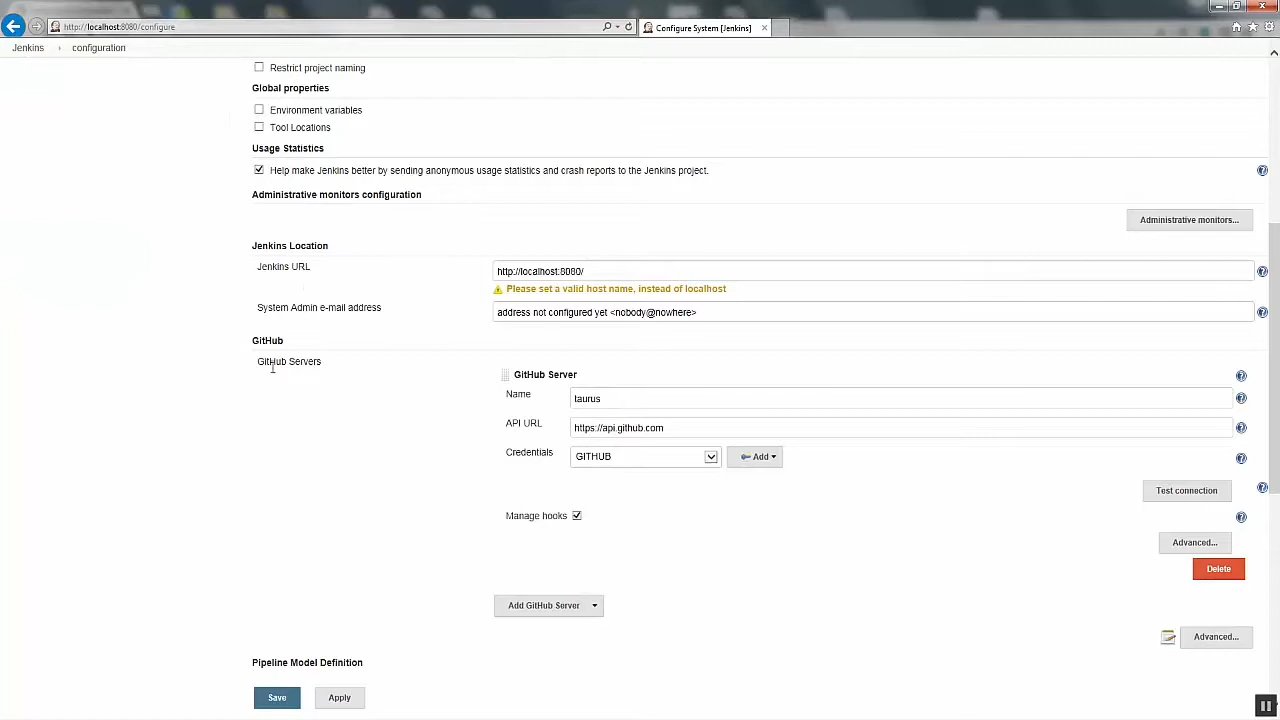 http://localhost:8080/configure
Configure System [Jenkins]
Jenkins
configuration
Restrict project naming
Global properties
Environment variables
Tool Locations
Usage Statistics
Help make Jenkins better by sending anonymous usage statistics and crash reports to the Jenkins project.
Administrative monitors configuration
Administrative monitors...
Jenkins Location
Jenkins URL
http://localhost:8080/
Please set a valid host name, instead of localhost
System Admin e-mail address
address not configured yet <nobody@nowhere>
GitHub
GitHub Servers
GitHub Server
Name
taurus
API URL
https://api.github.com
Credentials
GITHUB
Add
Test connection
Manage hooks
Advanced...
Delete
Add GitHub Server
Advanced...
Pipeline Model Definition
Save
Apply